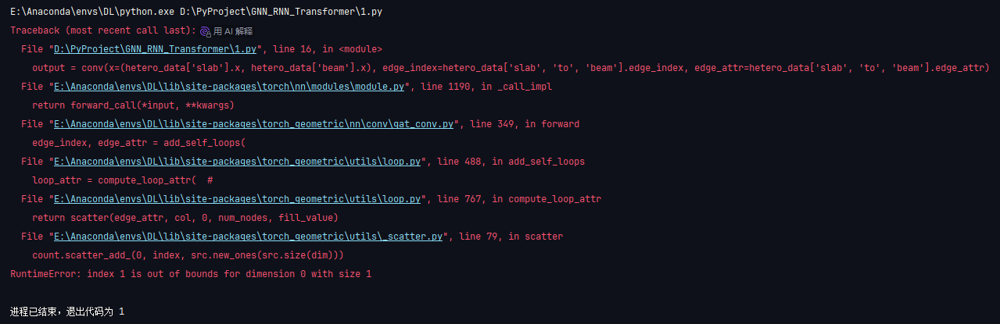 E:\Anaconda\envs\DL\python.exe D:\PyProject\GNN_RNN_Transformer\1.py
Traceback (most recent call last): 用 AI 解释
File "D:\PyProject\GNN_RNN_Transformer\1.py", line 16, in <module>
output = conv(x=(hetero_data['slab'].x, hetero_data['beam'].x), edge_index=hetero_data['slab', 'to', 'beam'].edge_index, edge_attr=hetero_data['slab', 'to', 'beam'].edge_attr)
File "E:\Anaconda\envs\DL\lib\site-packages\torch\nn\modules\module.py", line 1190, in _call_impl
return forward_call(*input, **kwargs)
File "E:\Anaconda\envs\DL\lib\site-packages\torch_geometric\nn\conv\gat_conv.py", line 349, in forward
edge_index, edge_attr = add_self_loops(
File "E:\Anaconda\envs\DL\lib\site-packages\torch_geometric\utils\loop.py", line 488, in add_self_loops
loop_attr = compute_loop_attr(  #
File "E:\Anaconda\envs\DL\lib\site-packages\torch_geometric\utils\loop.py", line 767, in compute_loop_attr
return scatter(edge_attr, col, 0, num_nodes, fill_value)
File "E:\Anaconda\envs\DL\lib\site-packages\torch_geometric\utils\_scatter.py", line 79, in scatter
count.scatter_add_(0, index, src.new_ones(src.size(dim)))
RuntimeError: index 1 is out of bounds for dimension 0 with size 1
进程已结束，退出代码为 1